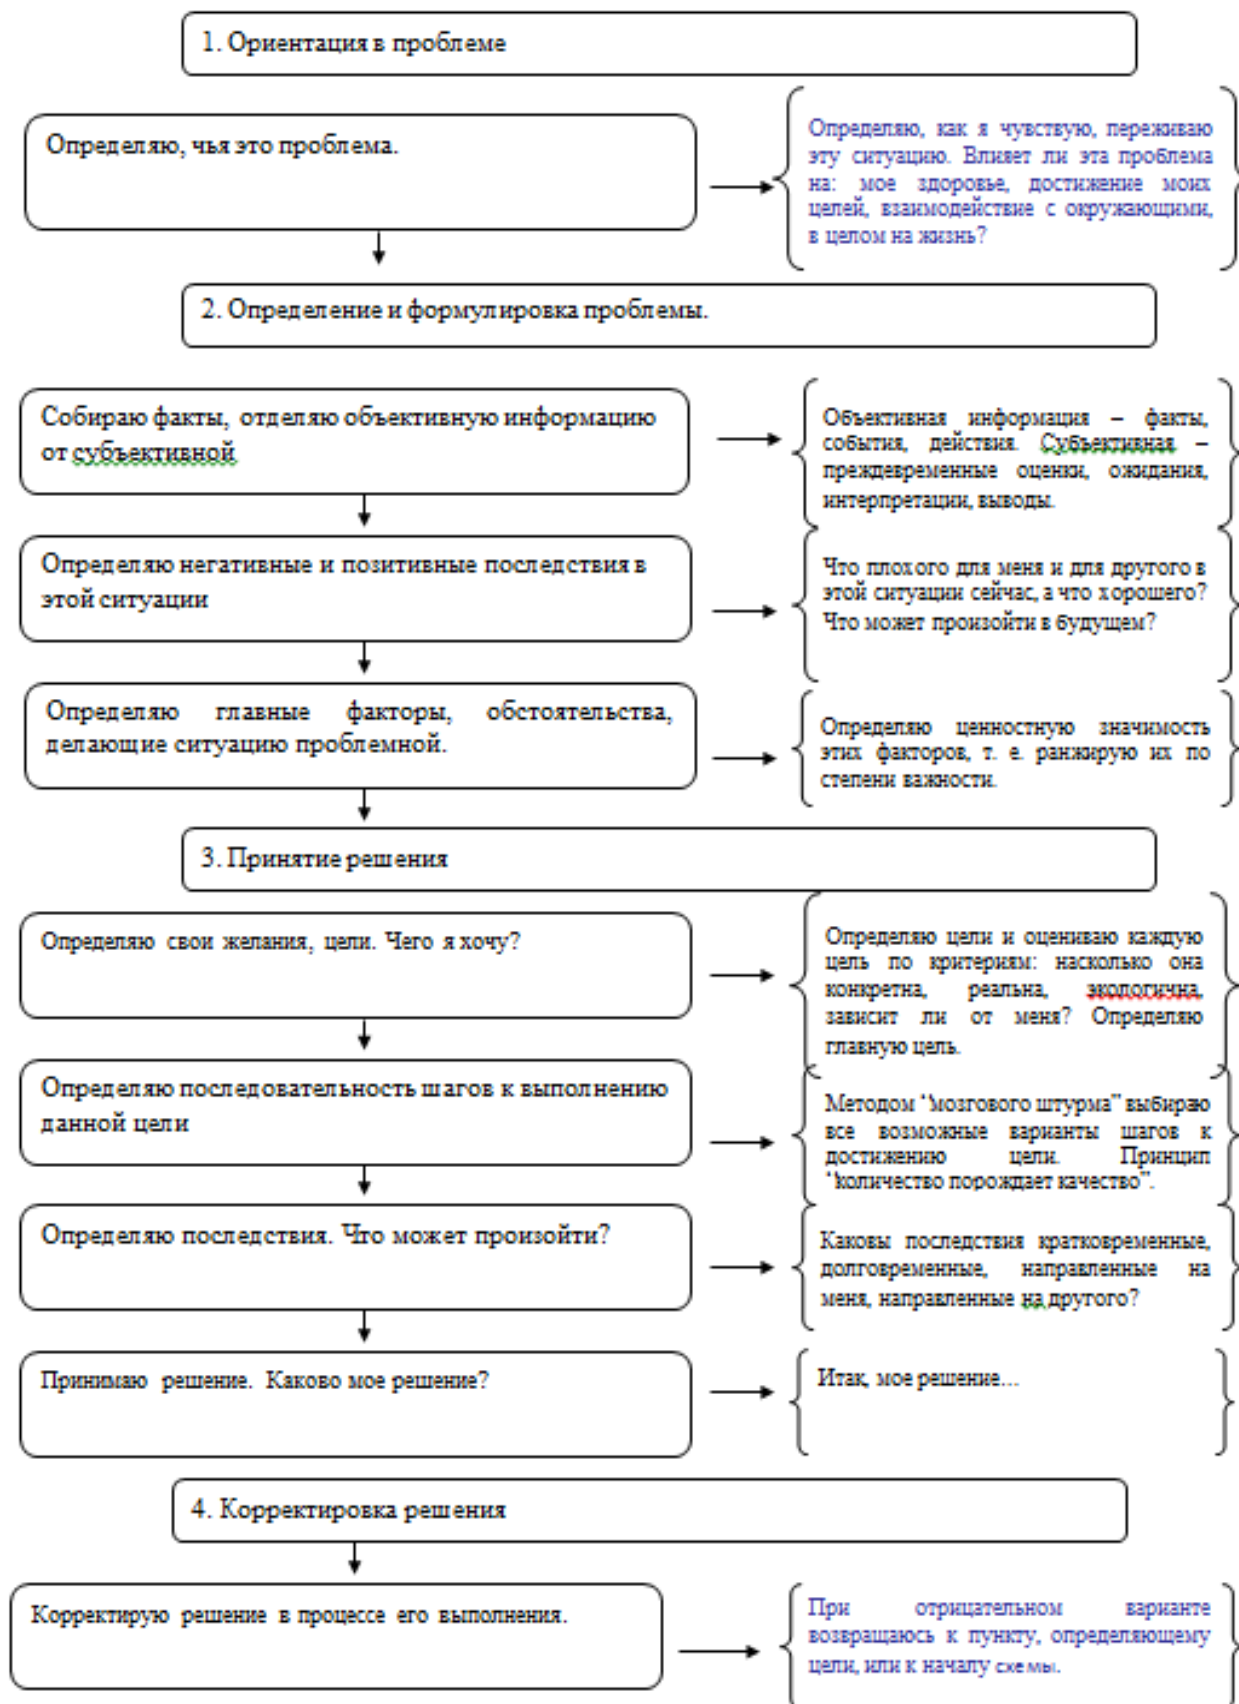 1. Ориентация в проблеме
Определяю, чья это проблема.
Определяю, как я чувствую, переживаю
эту ситуацию. Влияет ли эта проблема
на: мое здоровье, достижение моих
целей, взаимодействие с окружающими,
в целом на жизнь?
2. Определение и формулировка проблемы.
Собираю факты, отделяю объективную информацию
от субъективной
Объективная информация – факты,
события, действия. Субъективная –
преждевременные оценки, ожидания,
интерпретации, выводы.
Определяю негативные и позитивные последствия в
этой ситуации
Что плохого для меня и для другого в
этой ситуации сейчас, а что хорошего?
Что может произойти в будущем?
Определяю главные факторы, обстоятельства,
делающие ситуацию проблемной.
Определяю ценностную значимость
этих факторов, т. е. ранжирую их по
степени важности.
3. Принятие решения
Определяю свои желания, цели. Чего я хочу?
Определяю цели и оцениваю каждую
цель по критериям: насколько она
конкретна, реальна, экологична,
зависит ли от меня? Определяю
главную цель.
Определяю последовательность шагов к выполнению
данной цели
Методом “мозгового штурма” выбираю
все возможные варианты шагов к
достижению цели. Принцип
“количество порождает качество”.
Определяю последствия. Что может произойти?
Каковы последствия кратковременные,
долговременные, направленные на
меня, направленные на другого?
Принимаю решение. Каково мое решение?
Итак, мое решение...
4. Корректировка решения
Корректирую решение в процессе его выполнения.
При отрицательном варианте
возвращаюсь к пункту, определяющему
цели, или к началу схемы.